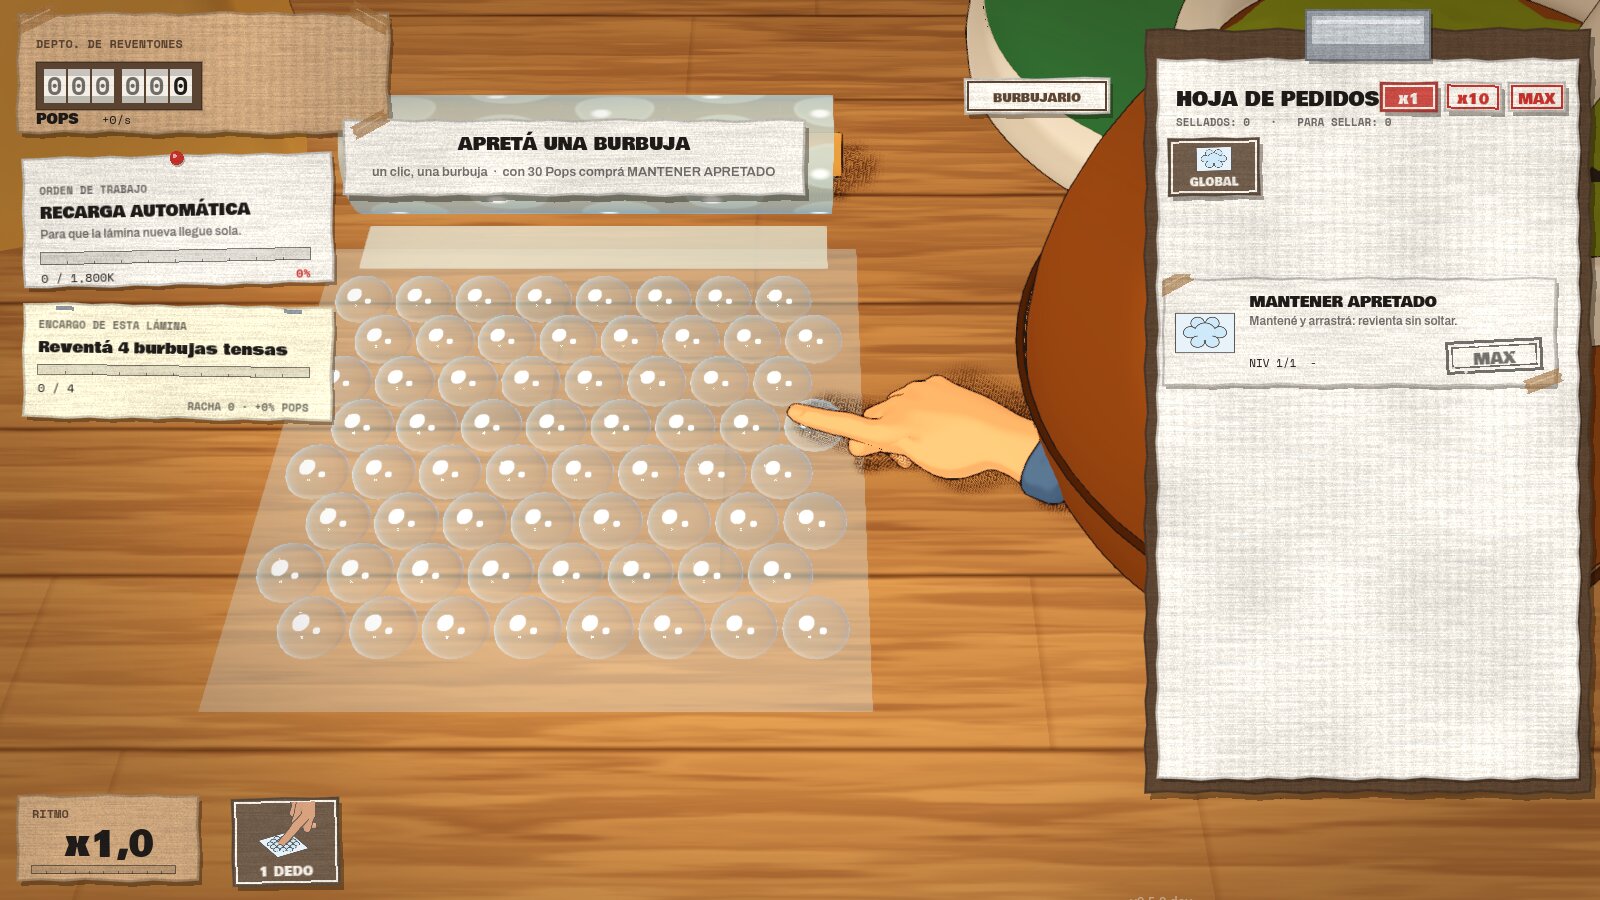 DEPTO. DE REVENTONES
000 000
POPS +0/s
ORDEN DE TRABAJO
RECARGA AUTOMÁTICA
Para que la lámina nueva llegue sola.
0 / 1.800K 0%
ENCARGO DE ESTA LÁMINA
Reventá 4 burbujas tensas
0 / 4
RACHA 0 · +0% POPS
APRETÁ UNA BURBUJA
un clic, una burbuja · con 30 Pops comprá MANTENER APRETADO
BURBUJARIO
HOJA DE PEDIDOS x1 x10 MAX
SELLADOS: 0 · PARA SELLAR: 0
GLOBAL
MANTENER APRETADO
Mantené y arrastrá: revienta sin soltar.
NIV 1/1 -
MAX
RITMO
x1,0
1 DEDO